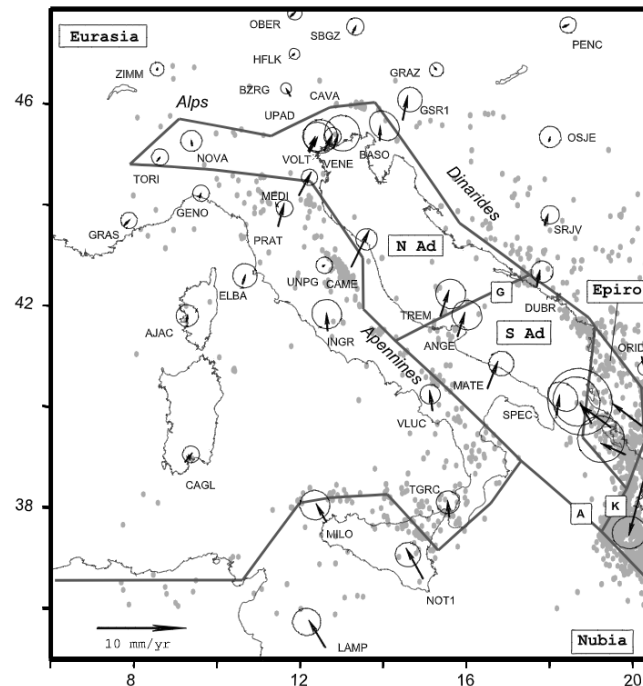 OBER
SBGZ
PENC
Eurasia
HFLK
ZIMM
GRAZ
BZRG
CAVA
46
Alps
UPAD
GSR1
OSJE
NOVA
VOLT
VENE
BASO
TORI
MEDI
Dinarides
GENO
GRAS
PRAT
SRJV
N Ad
UNPG
CAME
ELBA
G
Epiro
42
TREM
DUBR
S Ad
AJAC
INGR
ANGE
ORID
Apennines
MATE
SPEC
VLUC
CAGL
TGRC
38
K
A
MILO
NOT1
10 mm/yr
LAMP
Nubia
8
12
16
20